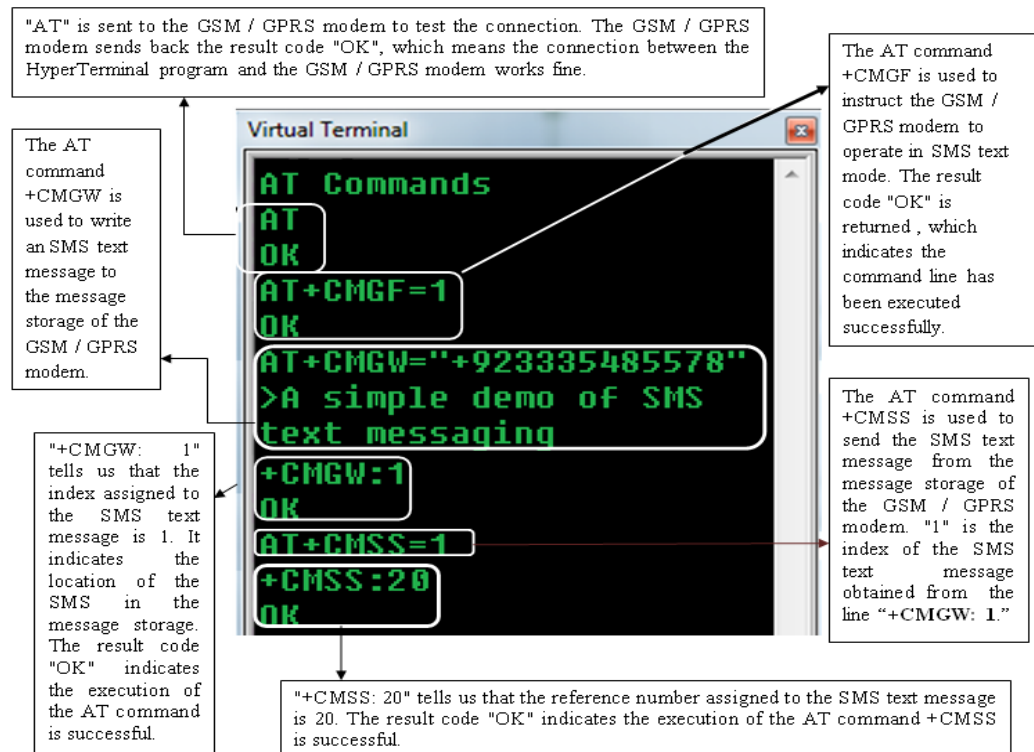 "AT" is sent to the GSM / GPRS modem to test the connection. The GSM / GPRS
modem sends back the result code "OK", which means the connection between the
HyperTerminal program and the GSM / GPRS modem works fine.
The AT command
+CMGF is used to
instruct the GSM /
GPRS modem to
operate in SMS text
mode. The result
code "OK" is
returned , which
indicates the
command line has
been executed
successfully.
The AT
command
+CMGW is
used to write
an SMS text
message to
the message
storage of the
GSM / GPRS
modem.
Virtual Terminal
AT Commands
AT
OK
AT+CMGF=1
OK
AT+CMGW="+923335485578"
>A simple demo of SMS
text messaging
+CMGW:1
OK
AT+CMSS=1
+CMSS:20
OK
"+CMGW: 1"
tells us that the
index assigned to
the SMS text
message is 1. It
indicates the
location of the
SMS in the
message storage.
The result code
"OK" indicates
the execution of
the AT command
is successful.
The AT command
+CMSS is used to
send the SMS text
message from the
message storage of
the GSM / GPRS
modem. "1" is the
index of the SMS
text message
obtained from the
line “+CMGW: 1.”
"+CMSS: 20" tells us that the reference number assigned to the SMS text message
is 20. The result code "OK" indicates the execution of the AT command +CMSS
is successful.